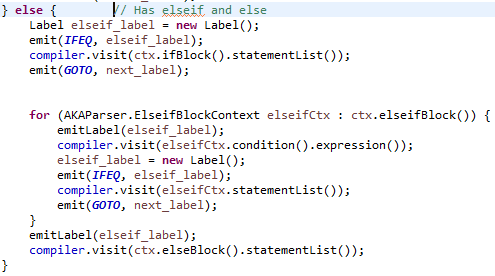 } else {        // Has elseif and else
    Label elseif_label = new Label();
    emit(IFEQ, elseif_label);
    compiler.visit(ctx.ifBlock().statementList());
    emit(GOTO, next_label);
    for (AKAParser.ElseifBlockContext elseifCtx : ctx.elseifBlock()) {
        emitLabel(elseif_label);
        compiler.visit(elseifCtx.condition().expression());
        elseif_label = new Label();
        emit(IFEQ, elseif_label);
        compiler.visit(elseifCtx.statementList());
        emit(GOTO, next_label);
    }
    emitLabel(elseif_label);
    compiler.visit(ctx.elseBlock().statementList());
}